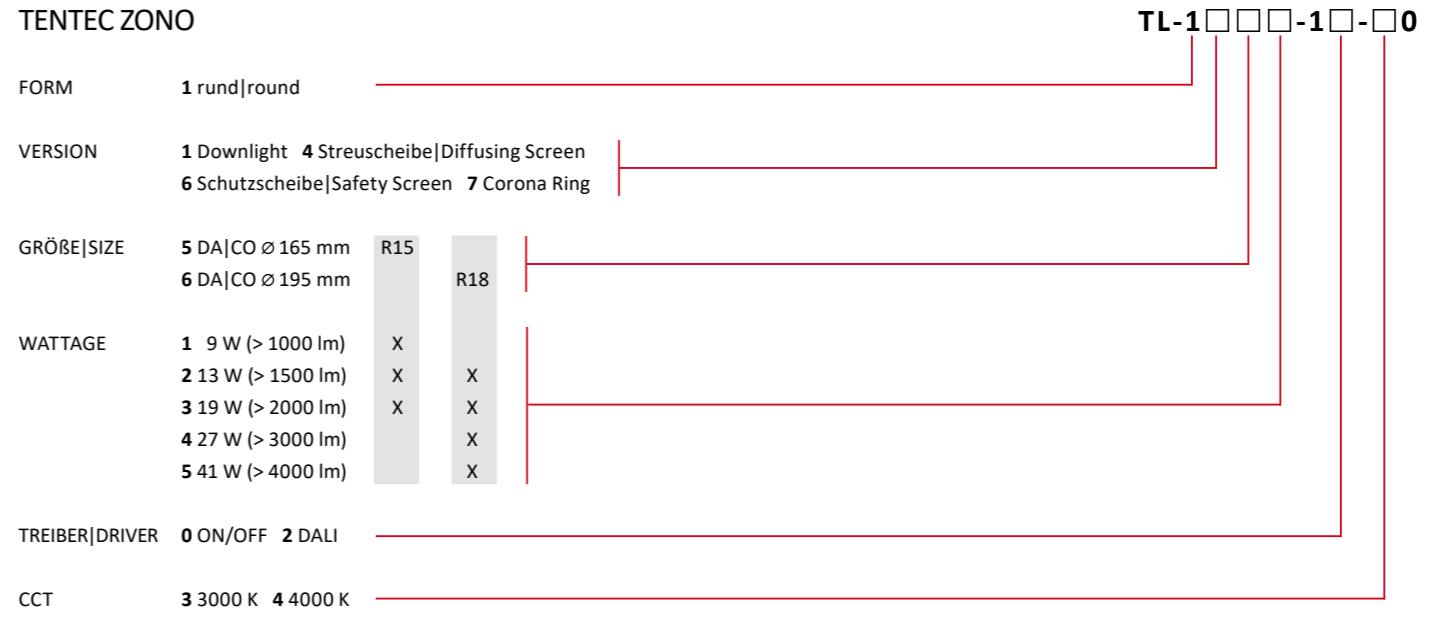 TENTEC ZONO TL-1□□□-1□-□0
FORM 1 rund|round
VERSION 1 Downlight 4 Streuscheibe|Diffusing Screen
6 Schutzscheibe|Safety Screen 7 Corona Ring
GRÖßE|SIZE 5 DA|CO ∅ 165 mm R15
6 DA|CO ∅ 195 mm R18
WATTAGE 1 9 W (> 1000 lm) X
2 13 W (> 1500 lm) X X
3 19 W (> 2000 lm) X X
4 27 W (> 3000 lm) X
5 41 W (> 4000 lm) X
TREIBER|DRIVER 0 ON/OFF 2 DALI
CCT 3 3000 K 4 4000 K